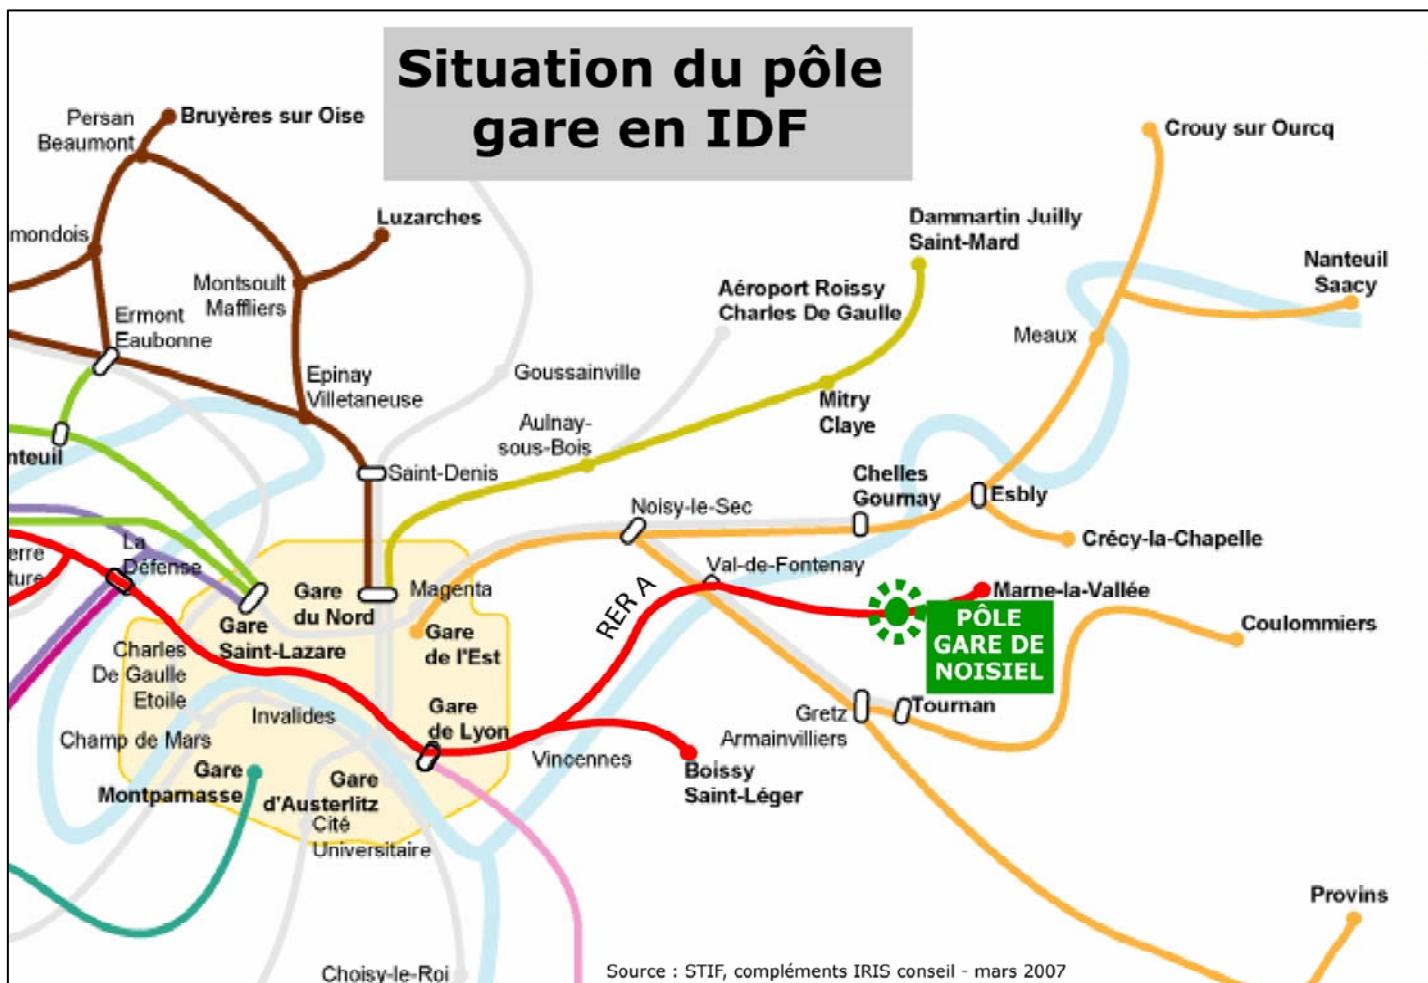 Situation du pôle
gare en IDF
Persan
Beaumont
Bruyères sur Oise
Crouy sur Ourcq
Luzarches
Dammartin Juilly
Saint-Mard
mondois
Nanteuil
Saacy
Montsoult
Maffliers
Aéroport Roissy
Charles De Gaulle
Ermont
Eaubonne
Meaux
Epinay
Villetaneuse
Goussainville
Mitry
Claye
Aulnay-
sous-Bois
nteuil
Saint-Denis
Chelles
Gournay
Esbly
Noisy-le-Sec
Crécy-la-Chapelle
La
Défense
erre
ture
Val-de-Fontenay
Gare
du Nord
Magenta
RER A
Marne-la-Vallée
PÔLE
GARE DE
NOISIEL
Coulommiers
Gare
Saint-Lazare
Gare
de l'Est
Charles
De Gaulle
Etoile
Invalides
Gare
de Lyon
Gretz
Armainvilliers
Tournan
Champ de Mars
Vincennes
Boissy
Saint-Léger
Gare
Montparnasse
Gare
d'Austerlitz
Cité
Universitaire
Provins
Choisy-le-Roi
Source : STIF, compléments IRIS conseil - mars 2007